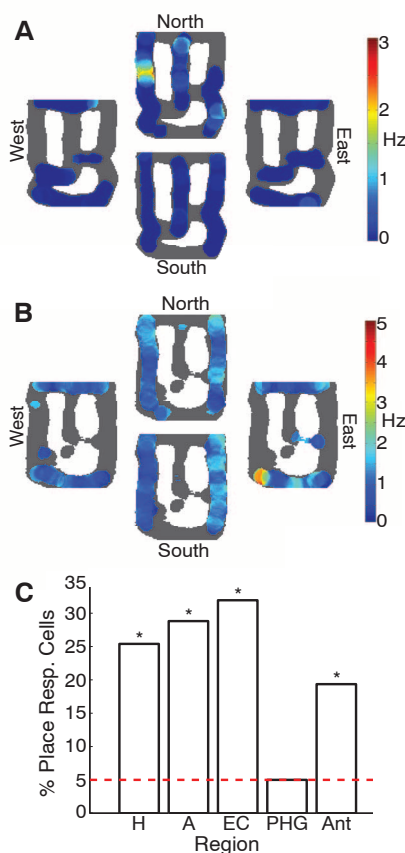 A
North
West
East
South
3
2
Hz
1
0
B
North
West
East
South
5
4
3
Hz
2
1
0
C
% Place Resp. Cells
35
30
25
20
15
10
5
0
* * * *
H A EC PHG Ant
Region